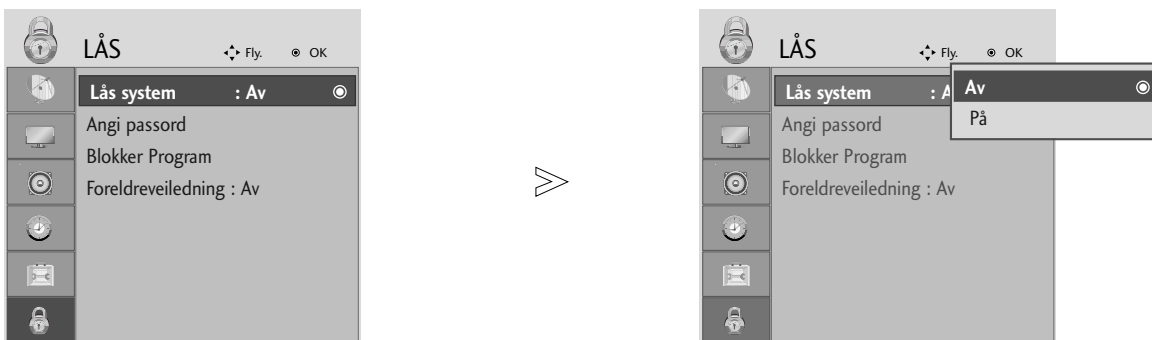 LÅS Fly. OK
Lås system : Av
Angi passord
Blokker Program
Foreldreveiledning : Av
LÅS Fly. OK
Lås system : A
Av
På
Angi passord
Blokker Program
Foreldreveiledning : Av